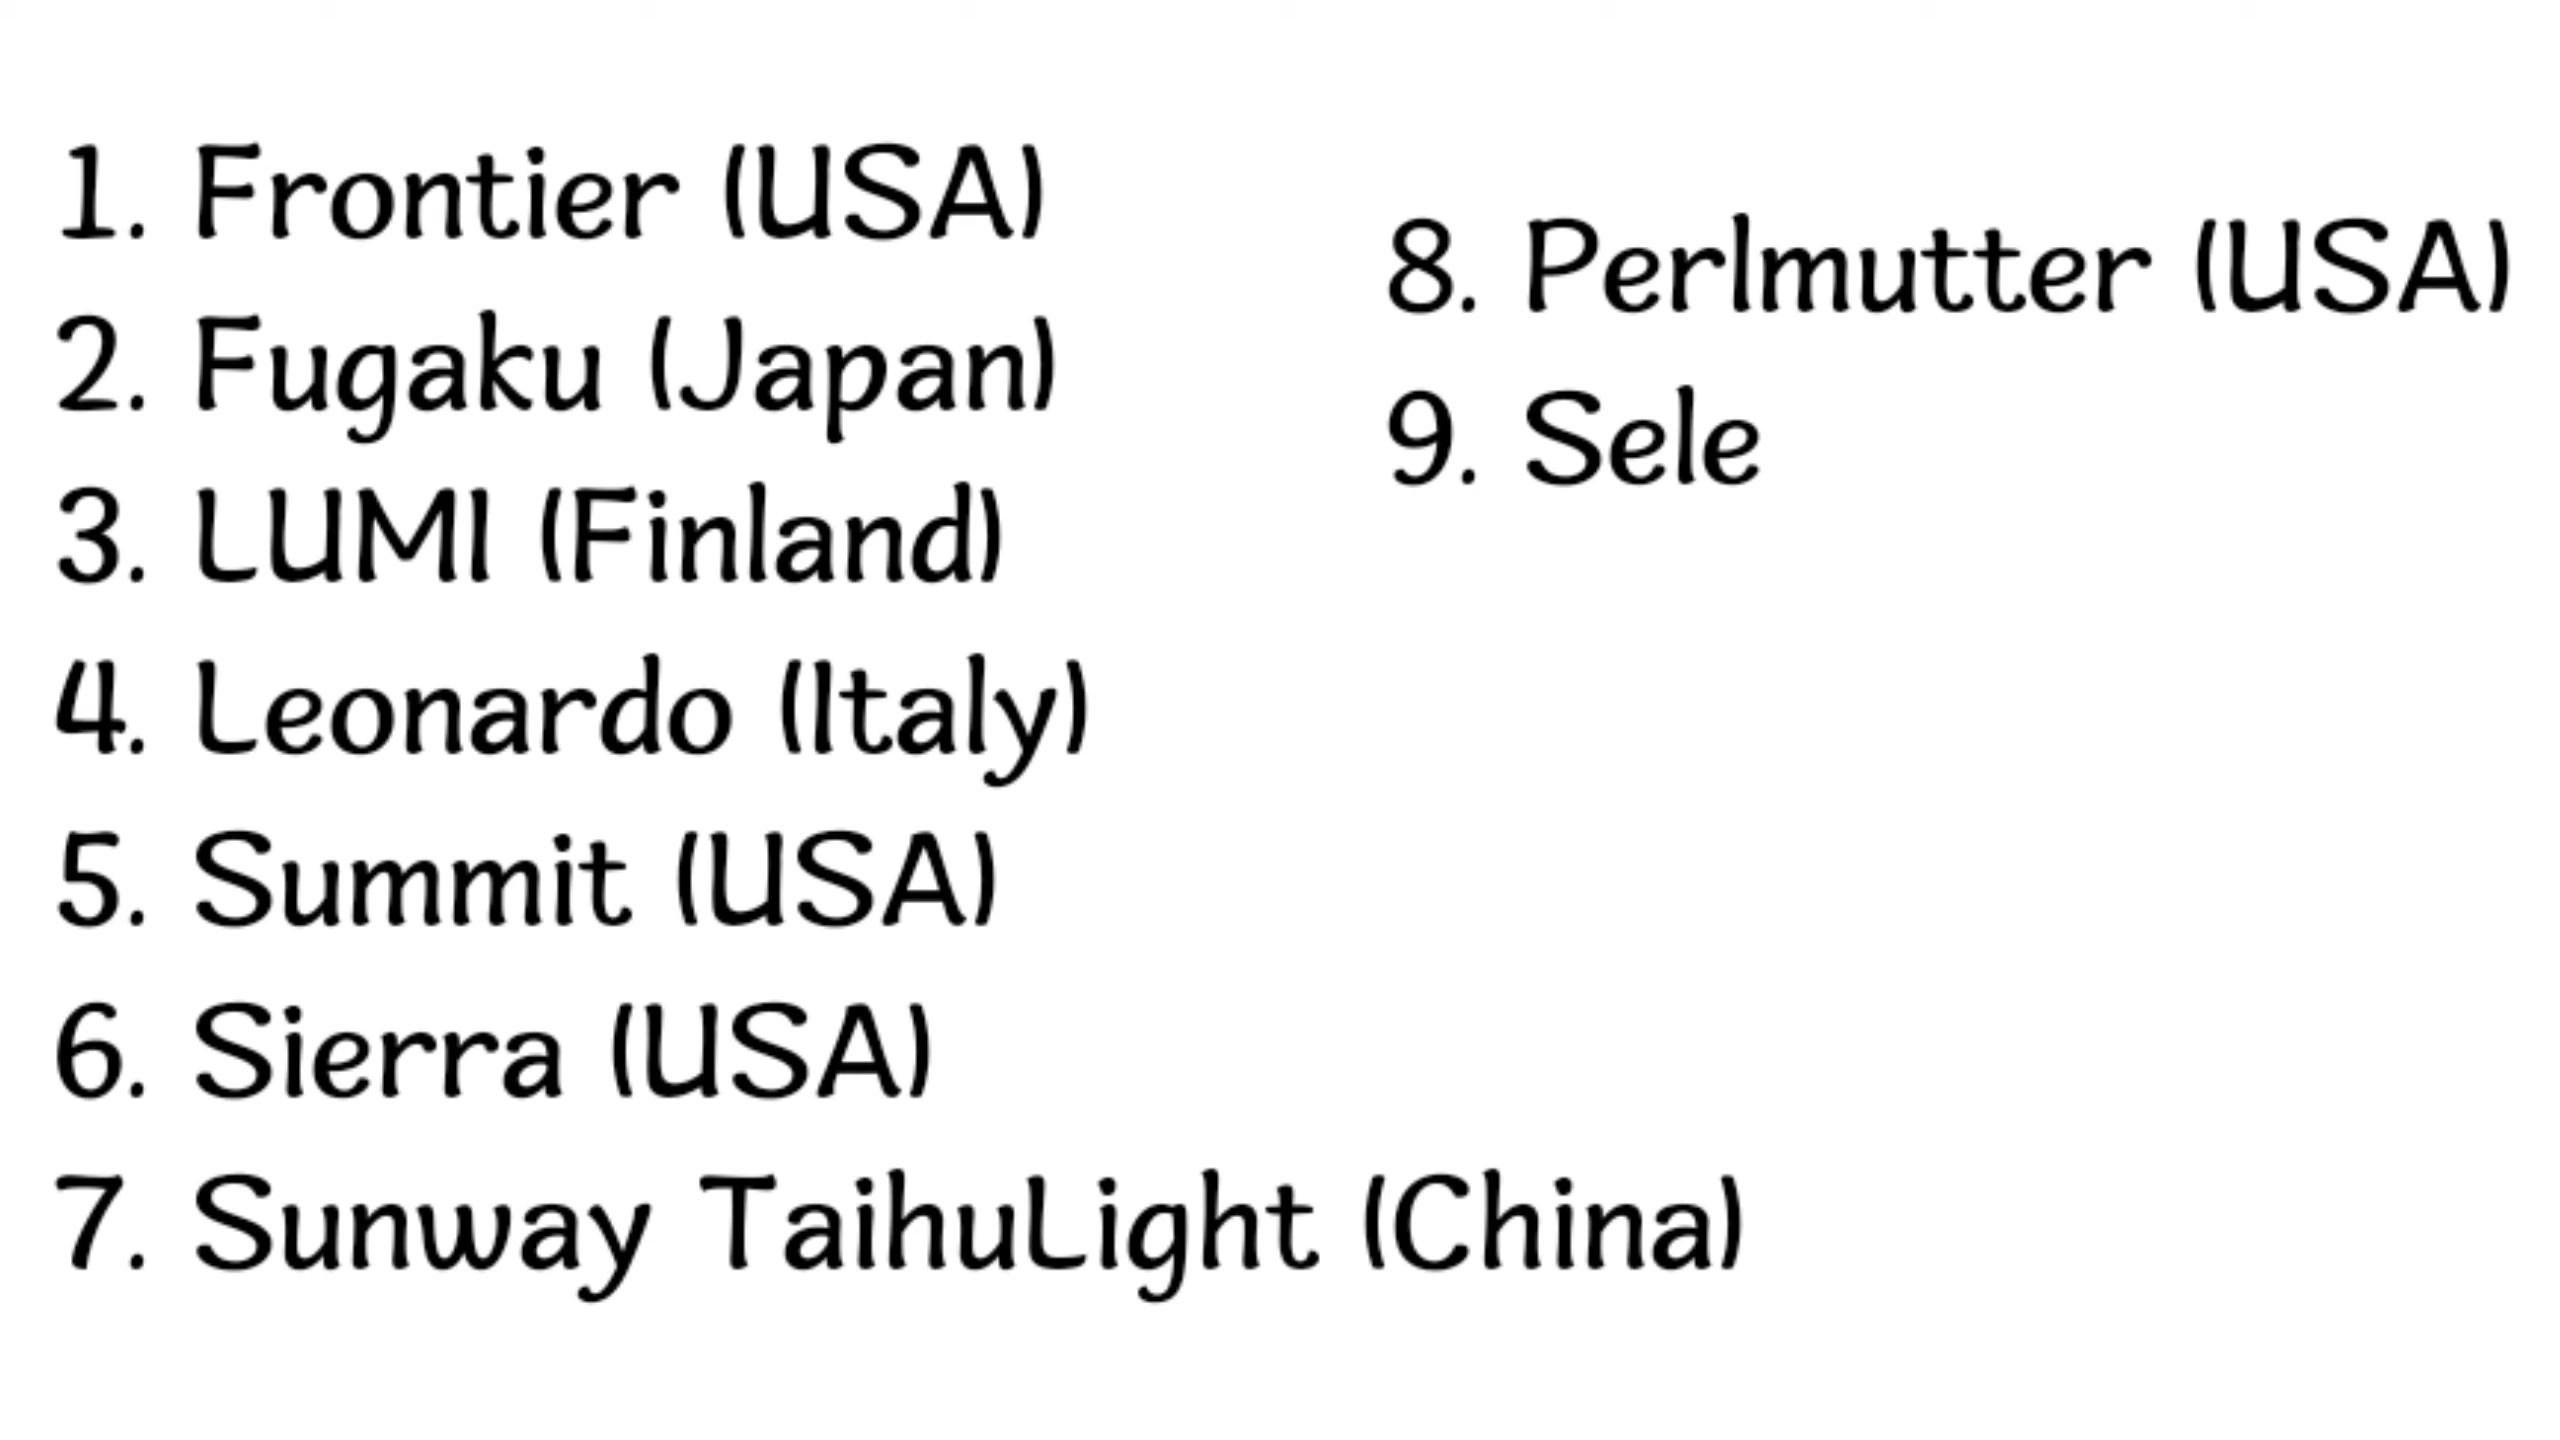 1. Frontier (USA)
2. Fugaku (Japan)
3. LUMI (Finland)
4. Leonardo (Italy)
5. Summit (USA)
6. Sierra (USA)
7. Sunway TaihuLight (China)
8. Perlmutter (USA)
9. Sele